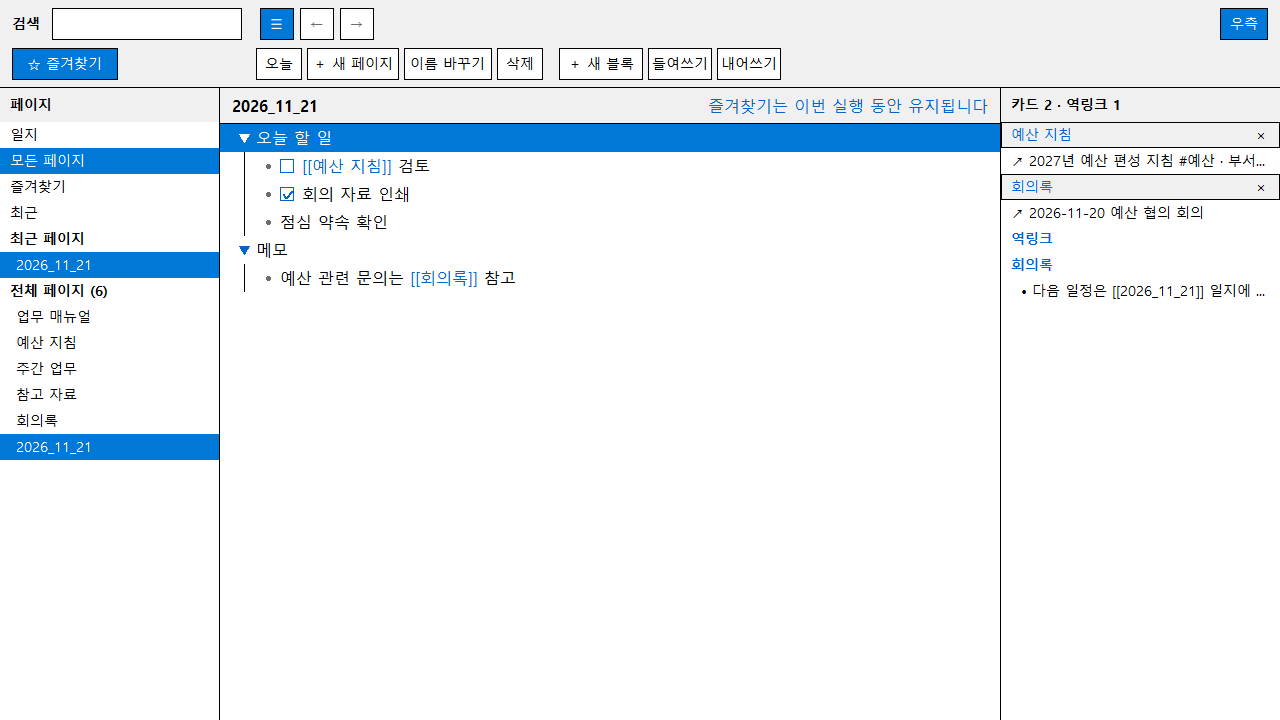 검색 ☰ ← → 우측
☆ 즐겨찾기 오늘 + 새 페이지 이름 바꾸기 삭제 + 새 블록 들여쓰기 내어쓰기
페이지
일지
모든 페이지
즐겨찾기
최근
최근 페이지
2026_11_21
전체 페이지 (6)
업무 매뉴얼
예산 지침
주간 업무
참고 자료
회의록
2026_11_21
2026_11_21 즐겨찾기는 이번 실행 동안 유지됩니다
▼ 오늘 할 일
• ☐ [[예산 지침]] 검토
• ☑ 회의 자료 인쇄
• 점심 약속 확인
▼ 메모
• 예산 관련 문의는 [[회의록]] 참고
카드 2 · 역링크 1
예산 지침 ×
↗ 2027년 예산 편성 지침 #예산 · 부서...
회의록 ×
↗ 2026-11-20 예산 협의 회의
역링크
회의록
• 다음 일정은 [[2026_11_21]] 일지에 ...